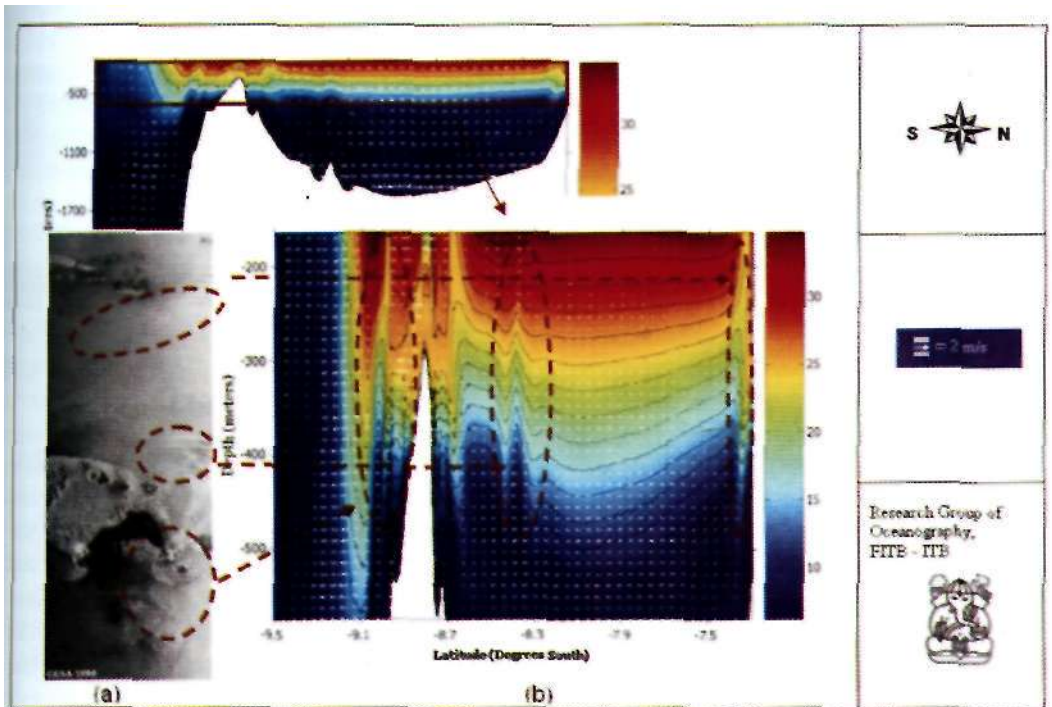 -500
-1100
-1700
30
25
S N
-200
-300
-400
-500
Depth (meters)
30
25
20
15
10
= 2 m/s
Research Group of
Oceanography,
FITB - ITB
-9.5 -9.1 -8.7 -8.3 -7.9 -7.5
Latitude (Degrees South)
(a) (b)